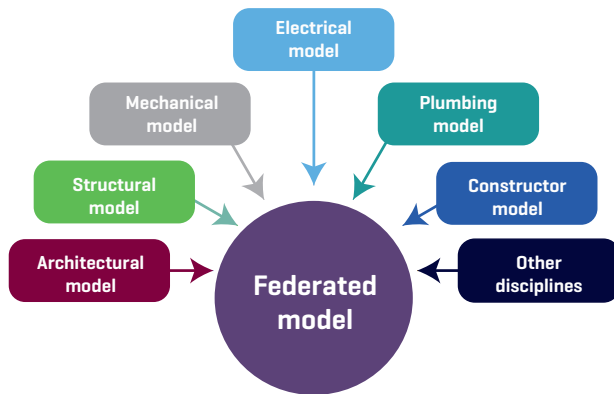 Electrical
model
Mechanical
model
Plumbing
model
Structural
model
Constructor
model
Architectural
model
Other
disciplines
Federated
model